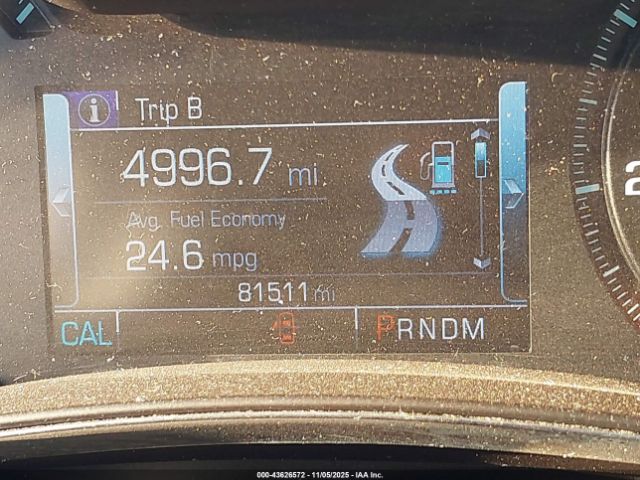 Trip B
4996.7 mi
Avg. Fuel Economy
24.6 mpg
81511 mi
CAL PRNDM
2
000-43626572 | 11/05/2025 | IAA Inc.